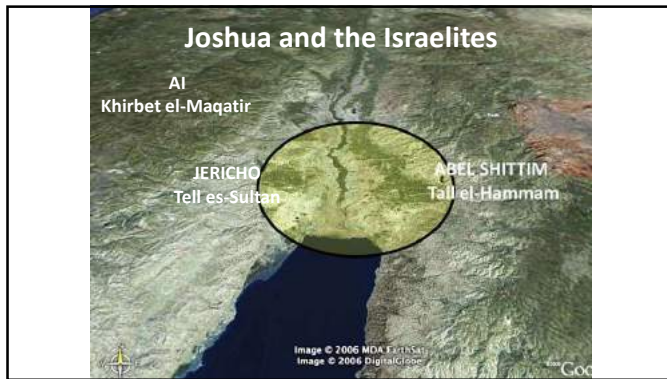 Joshua and the Israelites
AI
Khirbet el-Maqatir
JERICHO
Tell es-Sultan
ABEL SHITTIM
Tall el-Hammam
Image © 2006 MDA EarthSat
Image © 2006 DigitalGlobe
Goo